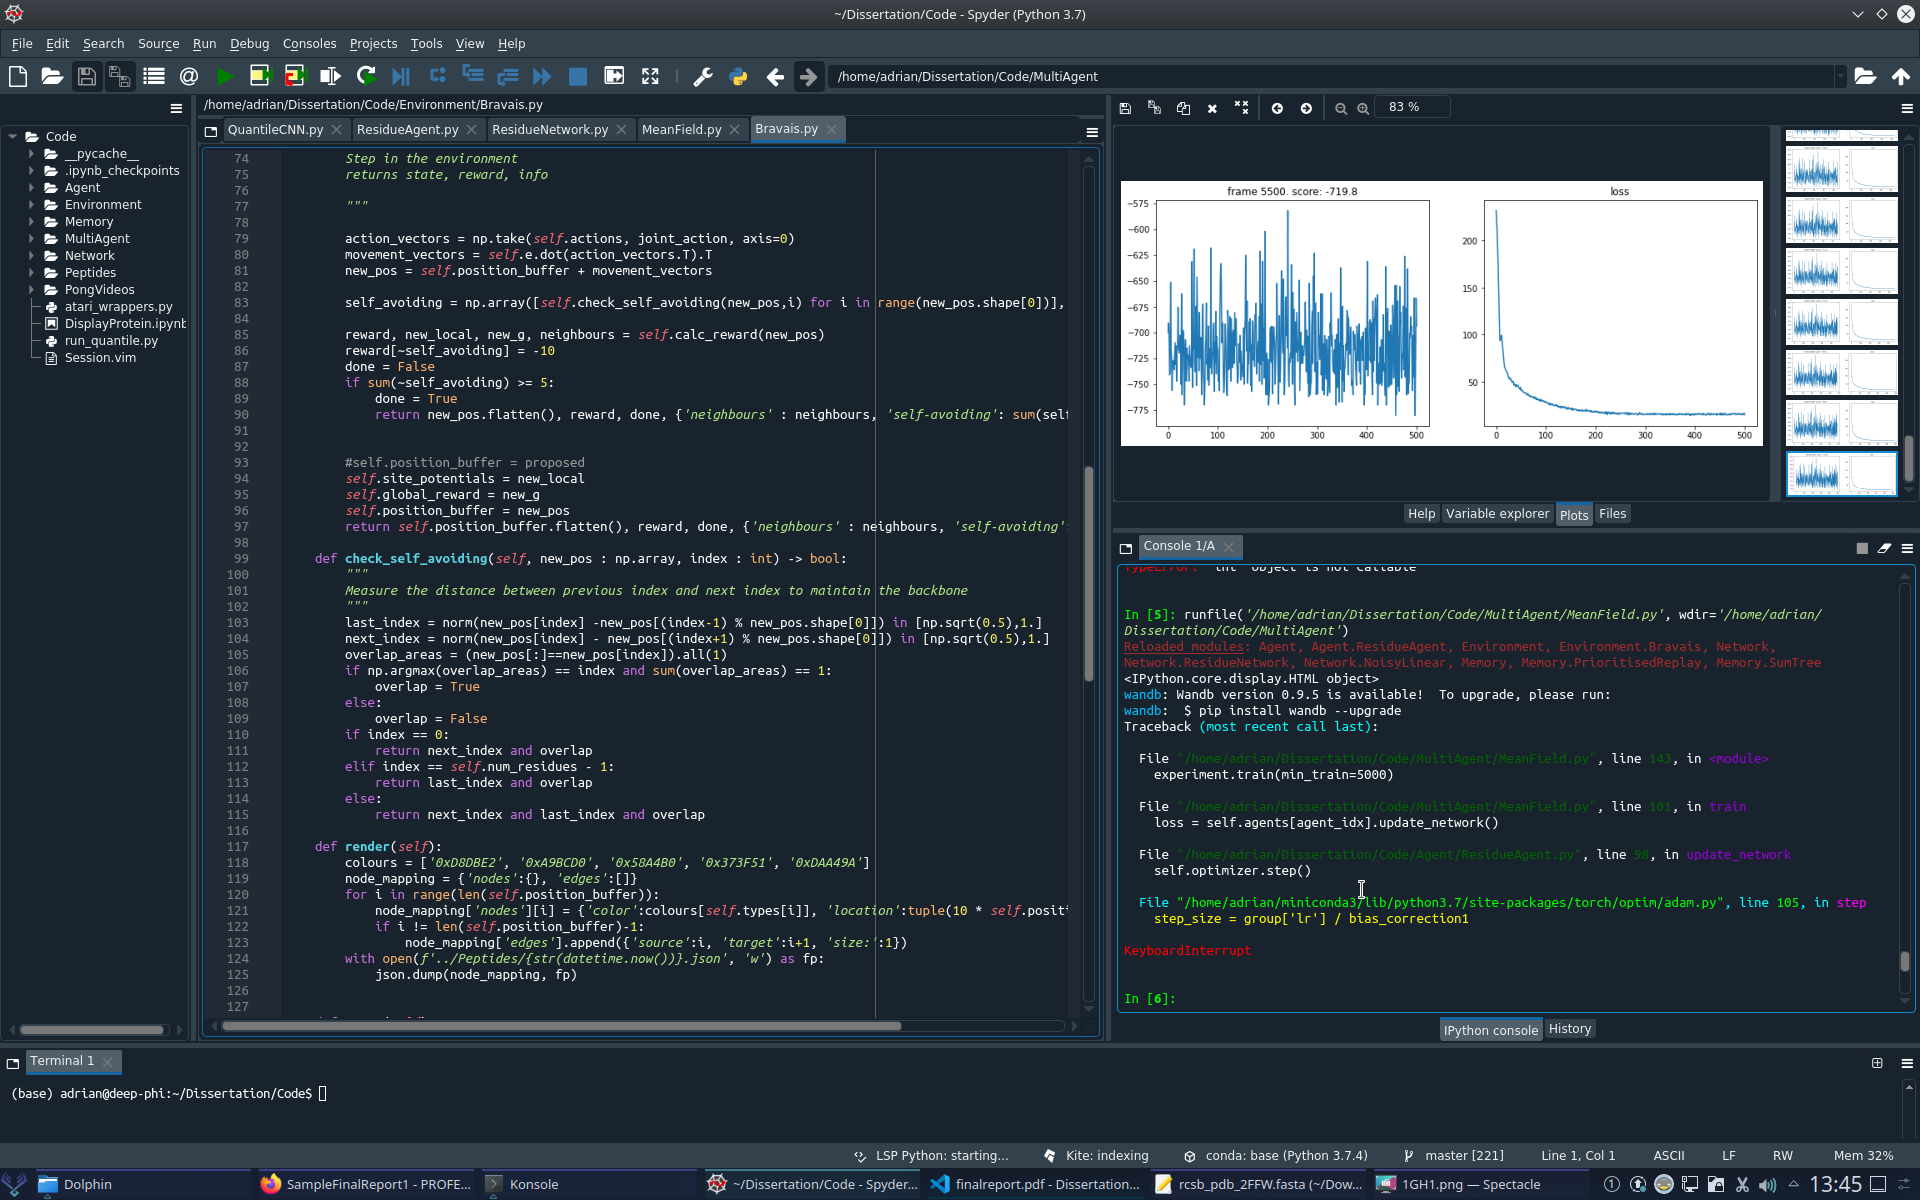 ~/Dissertation/Code - Spyder (Python 3.7)
File Edit Search Source Run Debug Consoles Projects Tools View Help
/home/adrian/Dissertation/Code/MultiAgent
Code
__pycache__
.ipynb_checkpoints
Agent
Environment
Memory
MultiAgent
Network
Peptides
PongVideos
atari_wrappers.py
DisplayProtein.ipynb
run_quantile.py
Session.vim
/home/adrian/Dissertation/Code/Environment/Bravais.py
QuantileCNN.py ResidueAgent.py ResidueNetwork.py MeanField.py Bravais.py
74 Step in the environment
75 returns state, reward, info
76
77 """
78
79 action_vectors = np.take(self.actions, joint_action, axis=0)
80 movement_vectors = self.e.dot(action_vectors.T).T
81 new_pos = self.position_buffer + movement_vectors
82
83 self_avoiding = np.array([self.check_self_avoiding(new_pos,i) for i in range(new_pos.shape[0])],
84
85 reward, new_local, new_g, neighbours = self.calc_reward(new_pos)
86 reward[~self_avoiding] = -10
87 done = False
88 if sum(~self_avoiding) >= 5:
89 done = True
90 return new_pos.flatten(), reward, done, {'neighbours' : neighbours, 'self-avoiding': sum(self
91
92
93 #self.position_buffer = proposed
94 self.site_potentials = new_local
95 self.global_reward = new_g
96 self.position_buffer = new_pos
97 return self.position_buffer.flatten(), reward, done, {'neighbours' : neighbours, 'self-avoiding':
98
99 def check_self_avoiding(self, new_pos : np.array, index : int) -> bool:
100 """
101 Measure the distance between previous index and next index to maintain the backbone
102 """
103 last_index = norm(new_pos[index] -new_pos[(index-1) % new_pos.shape[0]]) in [np.sqrt(0.5),1.]
104 next_index = norm(new_pos[index] - new_pos[(index+1) % new_pos.shape[0]]) in [np.sqrt(0.5),1.]
105 overlap_areas = (new_pos[:]==new_pos[index]).all(1)
106 if np.argmax(overlap_areas) == index and sum(overlap_areas) == 1:
107 overlap = True
108 else:
109 overlap = False
110 if index == 0:
111 return next_index and overlap
112 elif index == self.num_residues - 1:
113 return last_index and overlap
114 else:
115 return next_index and last_index and overlap
116
117 def render(self):
118 colours = ['0xD8DBE2', '0xA9BCD0', '0x58A4B0', '0x373F51', '0xDAA49A']
119 node_mapping = {'nodes':{}, 'edges':[]}
120 for i in range(len(self.position_buffer)):
121 node_mapping['nodes'][i] = {'color':colours[self.types[i]], 'location':tuple(10 * self.posit
122 if i != len(self.position_buffer)-1:
123 node_mapping['edges'].append({'source':i, 'target':i+1, 'size:':1})
124 with open(f'../Peptides/{str(datetime.now())}.json', 'w') as fp:
125 json.dump(node_mapping, fp)
126
127
83 %
frame 5500. score: -719.8
−575
−600
−625
−650
−675
−700
−725
−750
−775
0 100 200 300 400 500
loss
200
150
100
50
0 100 200 300 400 500
Help Variable explorer Plots Files
Console 1/A
TypeError: 'int' object is not callable
In [5]: runfile('/home/adrian/Dissertation/Code/MultiAgent/MeanField.py', wdir='/home/adrian/
Dissertation/Code/MultiAgent')
Reloaded modules: Agent, Agent.ResidueAgent, Environment, Environment.Bravais, Network,
Network.ResidueNetwork, Network.NoisyLinear, Memory, Memory.PrioritisedReplay, Memory.SumTree
<IPython.core.display.HTML object>
wandb: Wandb version 0.9.5 is available! To upgrade, please run:
wandb: $ pip install wandb --upgrade
Traceback (most recent call last):
File "/home/adrian/Dissertation/Code/MultiAgent/MeanField.py", line 143, in <module>
experiment.train(min_train=5000)
File "/home/adrian/Dissertation/Code/MultiAgent/MeanField.py", line 101, in train
loss = self.agents[agent_idx].update_network()
File "/home/adrian/Dissertation/Code/Agent/ResidueAgent.py", line 98, in update_network
self.optimizer.step()
File "/home/adrian/miniconda3/lib/python3.7/site-packages/torch/optim/adam.py", line 105, in step
step_size = group['lr'] / bias_correction1
KeyboardInterrupt
In [6]:
IPython console History
Terminal 1
(base) adrian@deep-phi:~/Dissertation/Code$
LSP Python: starting... Kite: indexing conda: base (Python 3.7.4) master [221] Line 1, Col 1 ASCII LF RW Mem 32%
Dolphin SampleFinalReport1 - PROFE... Konsole ~/Dissertation/Code - Spyder... finalreport.pdf - Dissertation... rcsb_pdb_2FFW.fasta (~/Dow... 1GH1.png — Spectacle 13:45